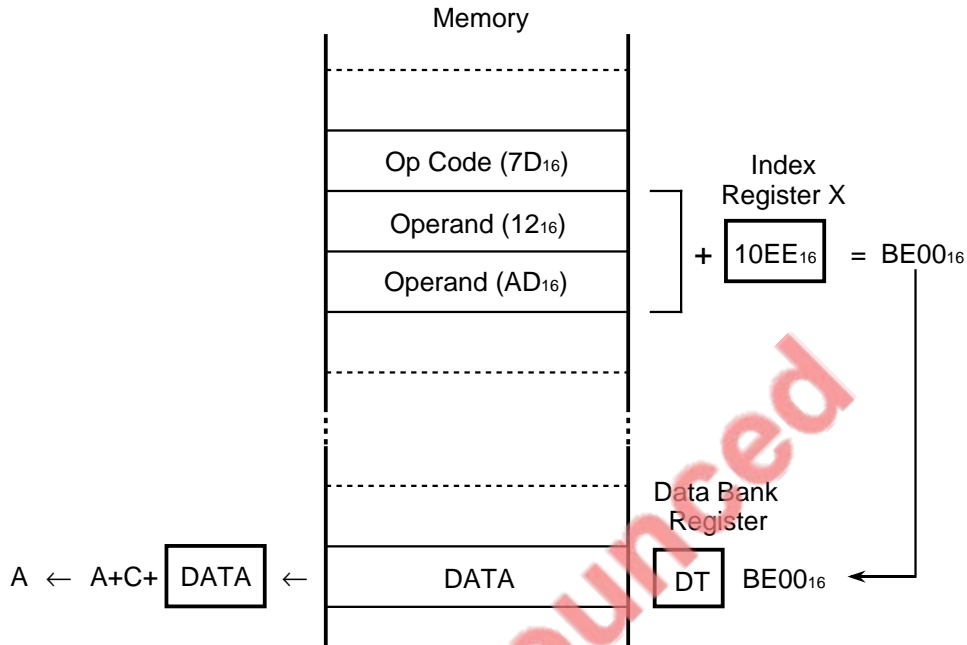 Memory
Op Code (7D16)
Index
Register X
Operand (1216)
+ 10EE16 = BE0016
Operand (AD16)
Data Bank
Register
A ← A+C+ DATA ← DATA DT BE0016
ounced